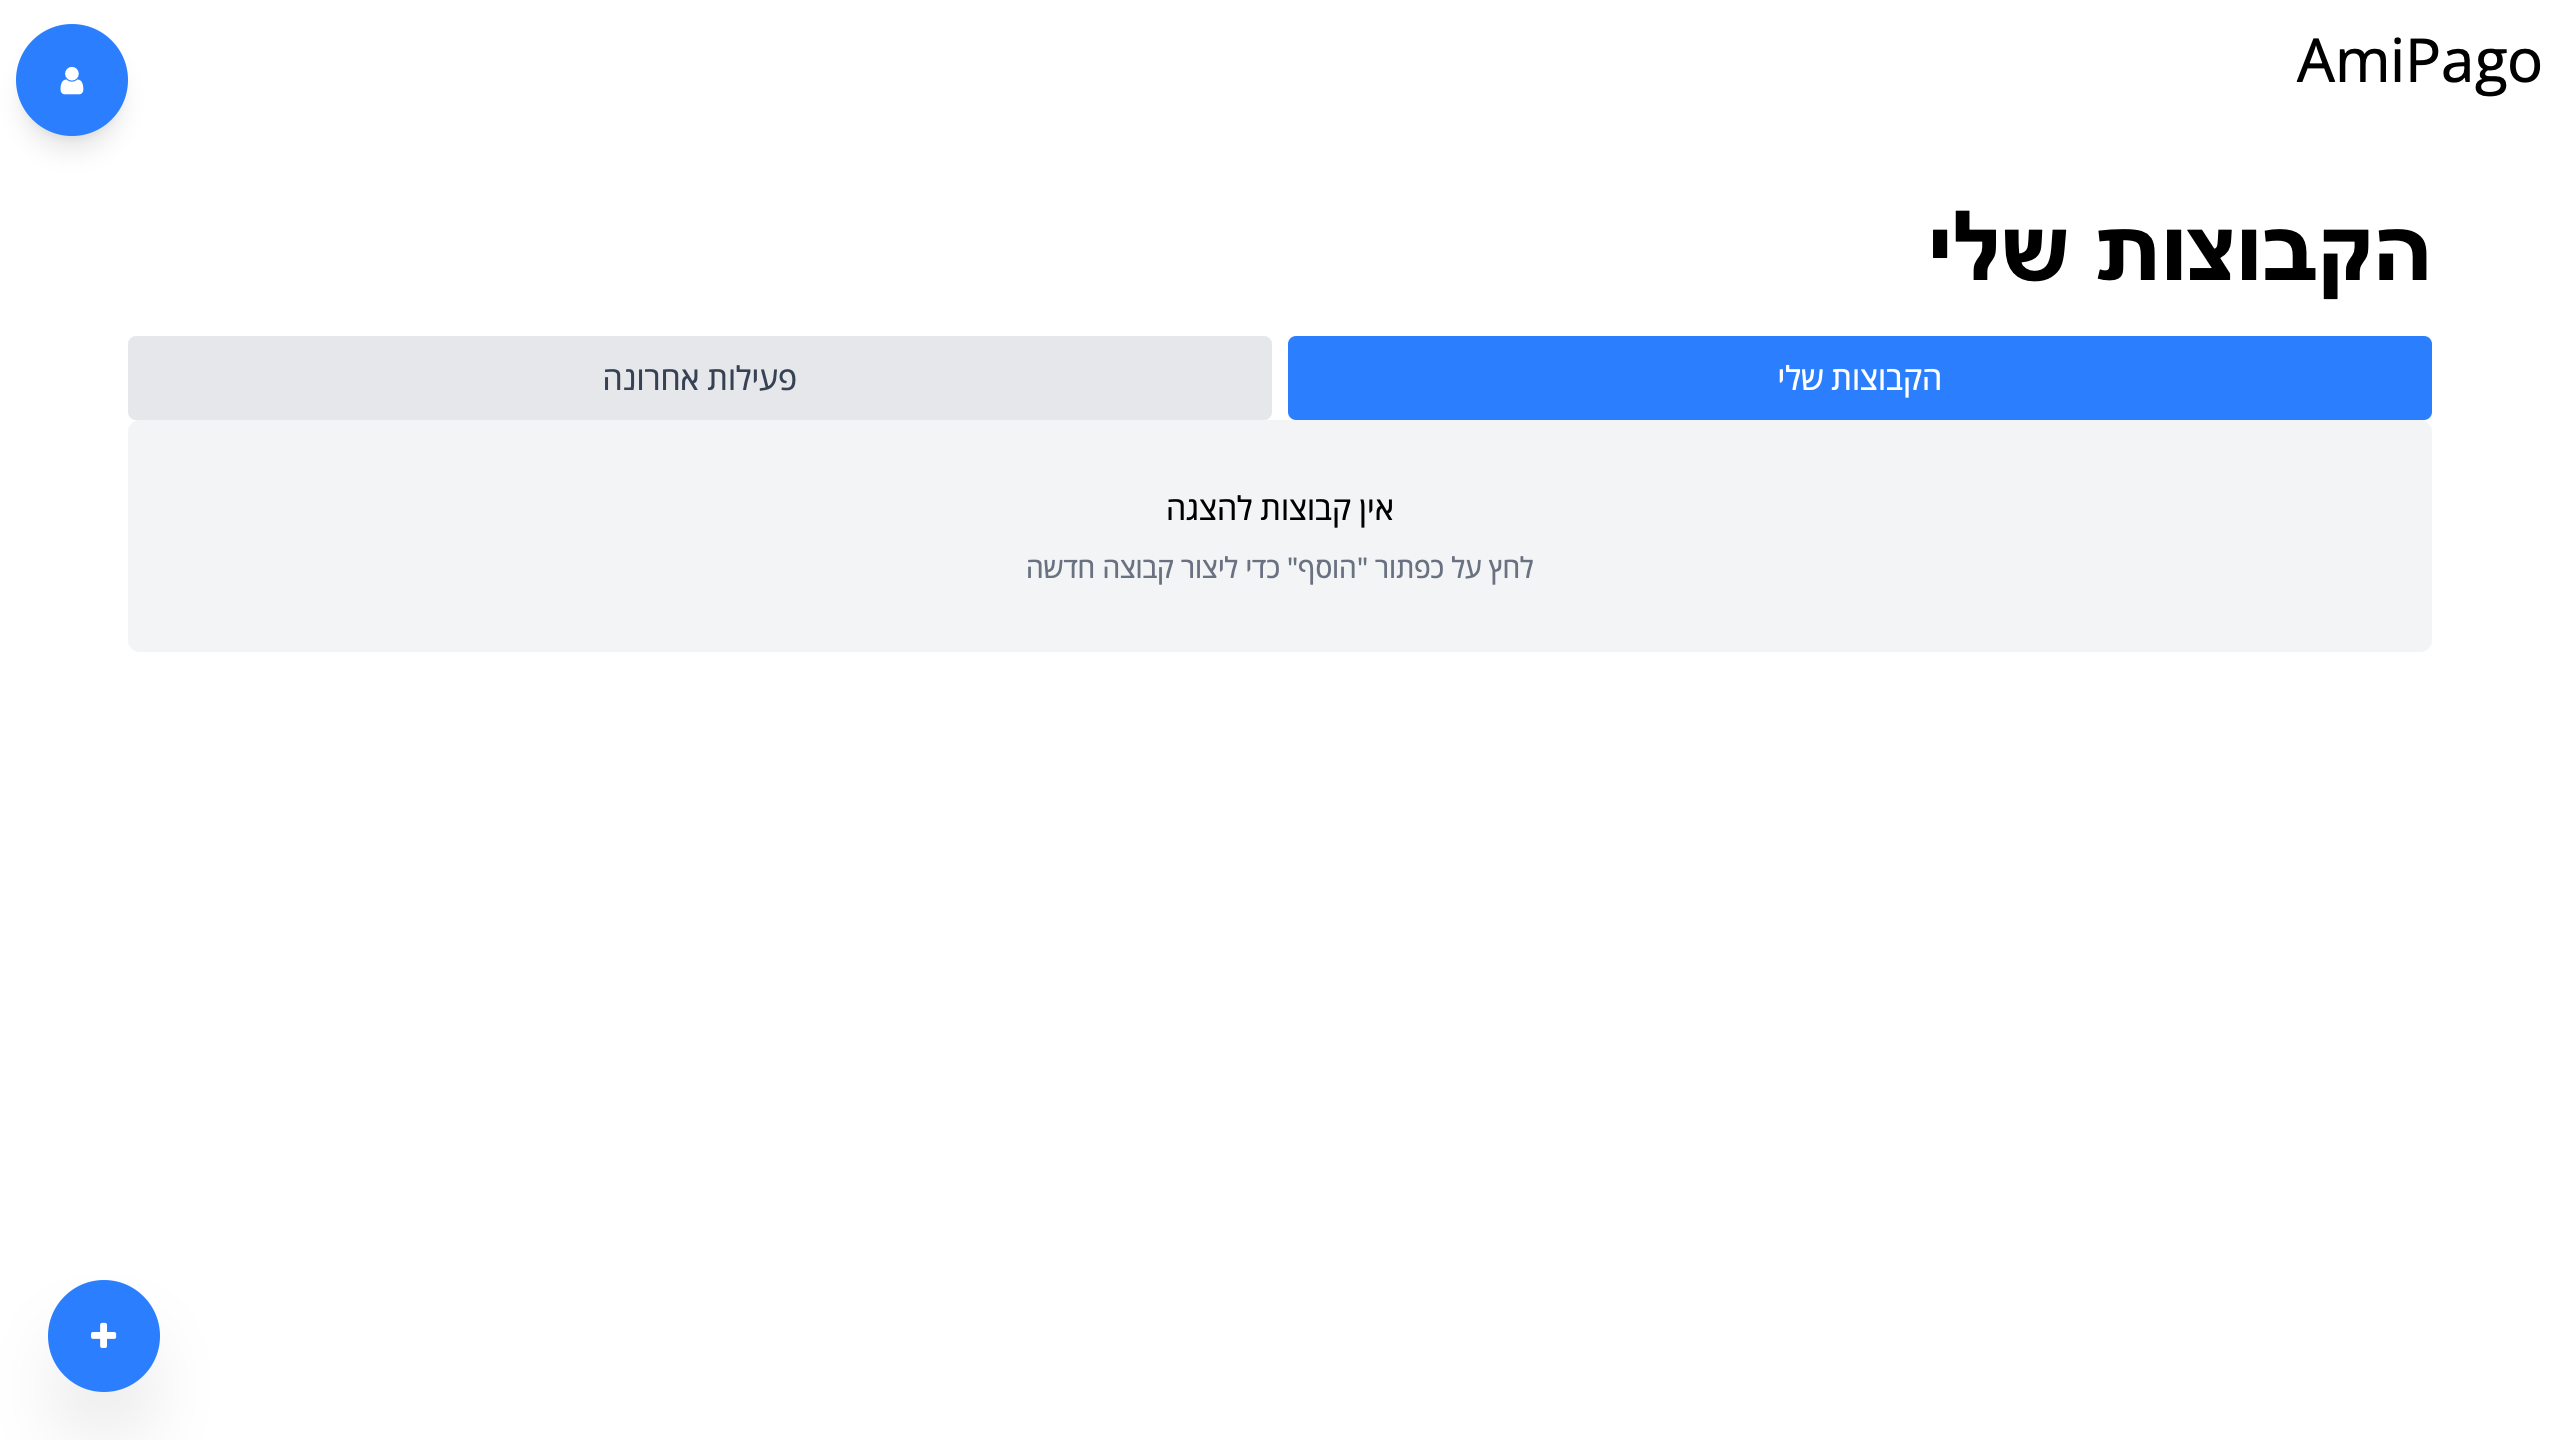 AmiPago
הקבוצות שלי
הקבוצות שלי
פעילות אחרונה
אין קבוצות להצגה
לחץ על כפתור "הוסף" כדי ליצור קבוצה חדשה